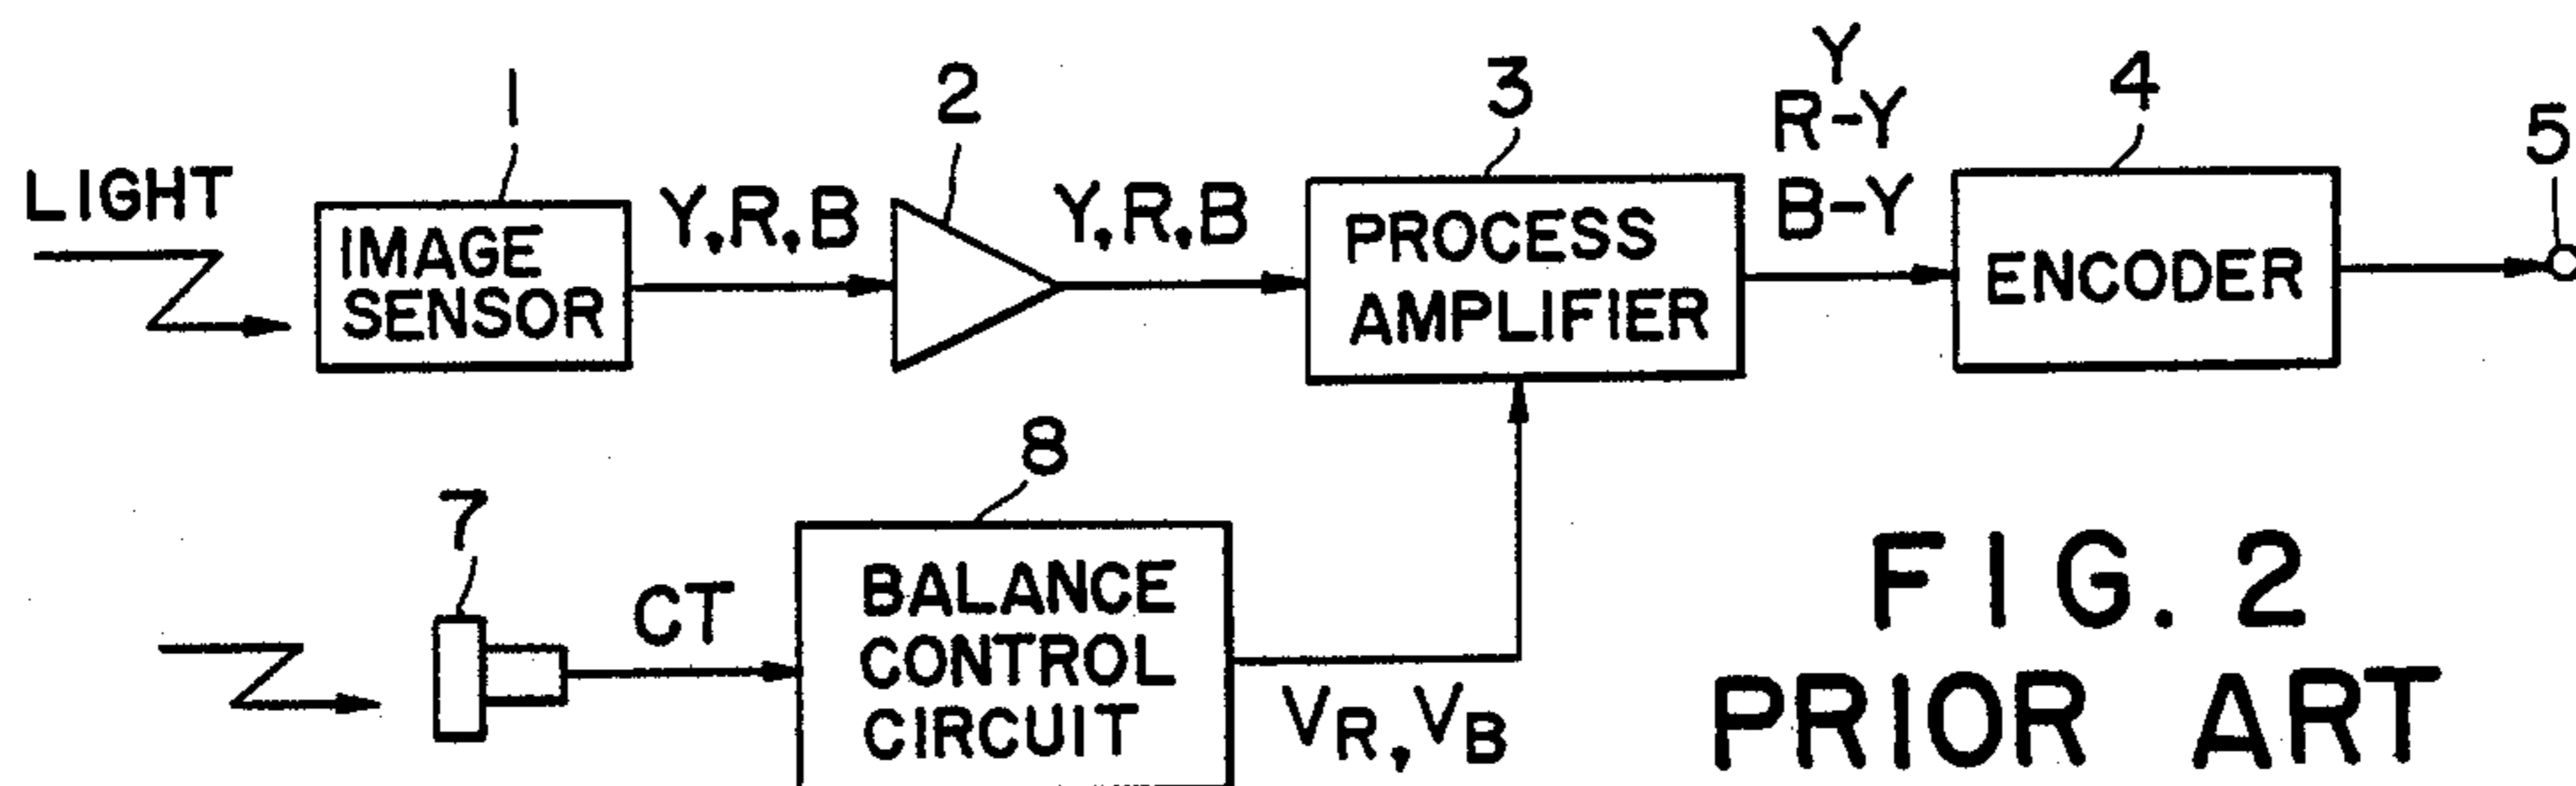 1
2
3
4
5
LIGHT
IMAGE
SENSOR
Y,R,B
Y,R,B
PROCESS
AMPLIFIER
Y
R-Y
B-Y
ENCODER
7
CT
8
BALANCE
CONTROL
CIRCUIT
VR,VB
FIG. 2
PRIOR ART